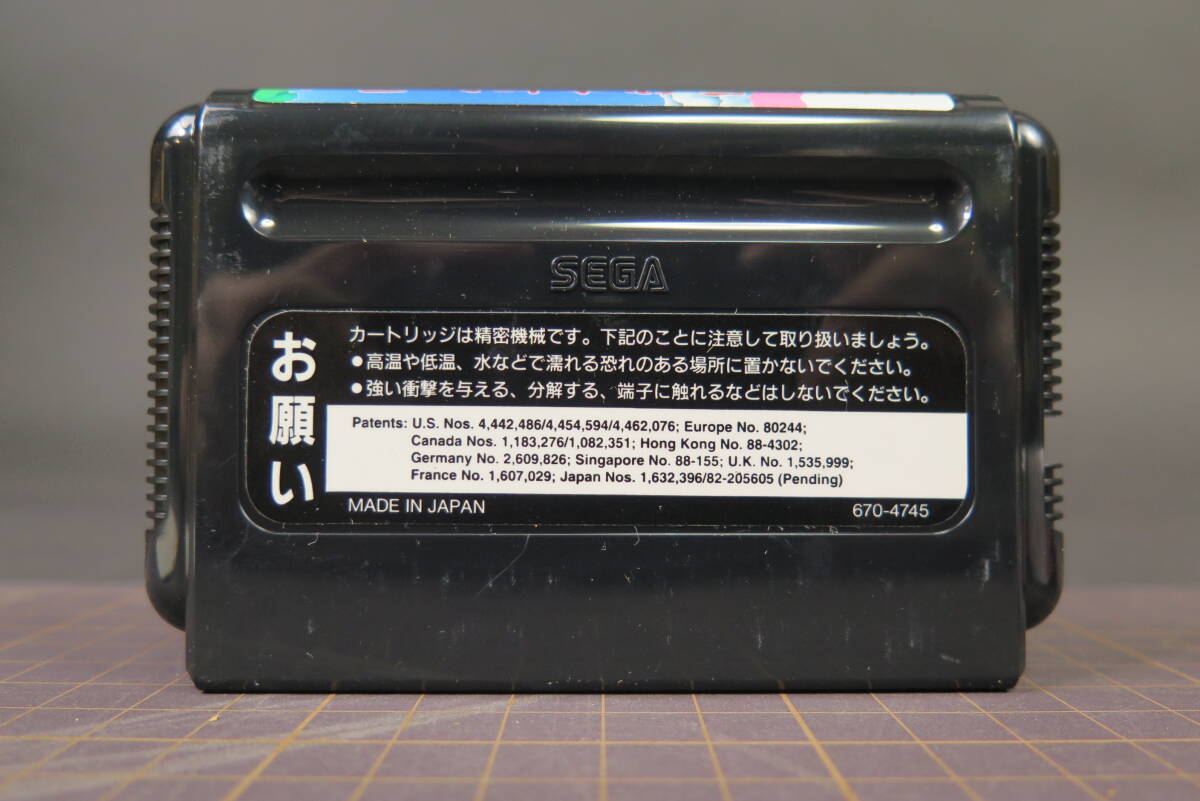 SEGA
お願い
カートリッジは精密機械です。下記のことに注意して取り扱いましょう。
●高温や低温、水などで濡れる恐れのある場所に置かないでください。
●強い衝撃を与える、分解する、端子に触れるなどはしないでください。
Patents: U.S. Nos. 4,442,486/4,454,594/4,462,076; Europe No. 80244;
Canada Nos. 1,183,276/1,082,351; Hong Kong No. 88-4302;
Germany No. 2,609,826; Singapore No. 88-155; U.K. No. 1,535,999;
France No. 1,607,029; Japan Nos. 1,632,396/82-205605 (Pending)
MADE IN JAPAN 670-4745